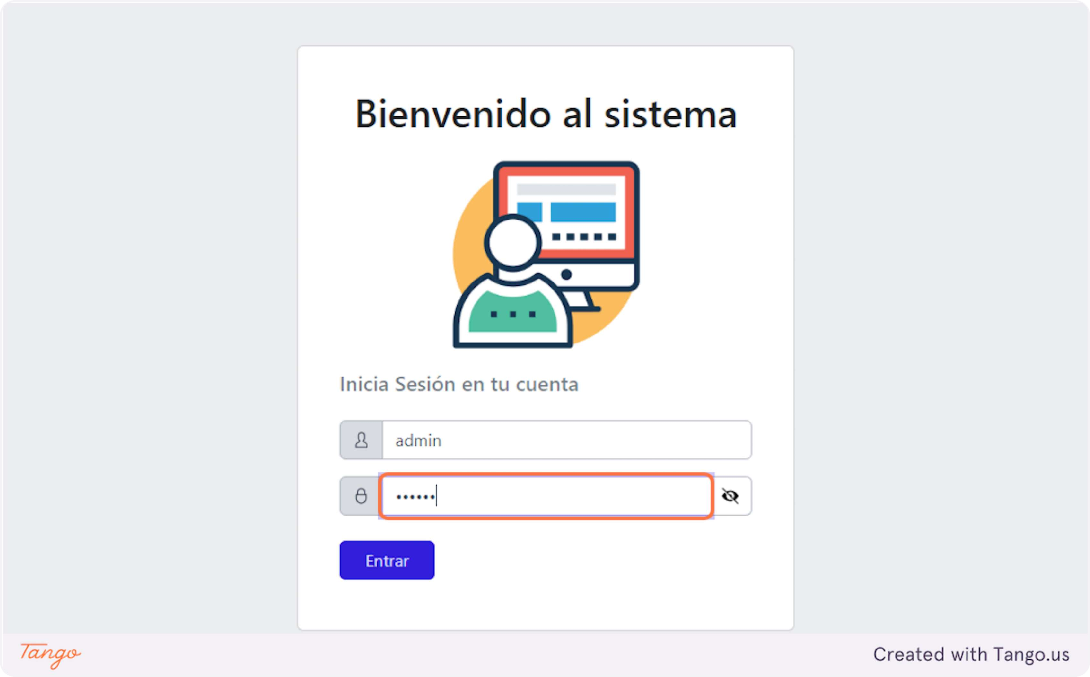 Bienvenido al sistema
Inicia Sesión en tu cuenta
admin
••••••
Entrar
Tango
Created with Tango.us